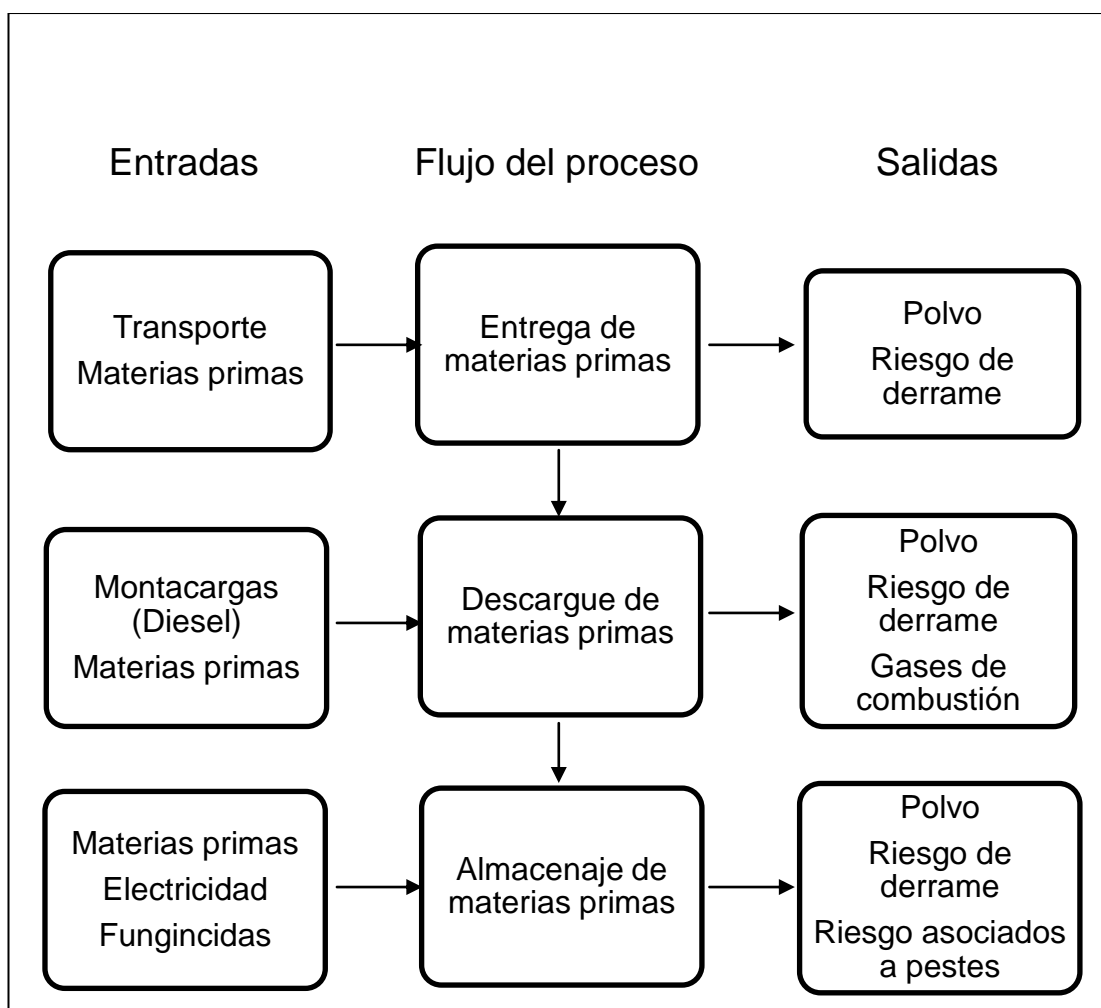 Entradas
Flujo del proceso
Salidas
Transporte
Materias primas
Entrega de
materias primas
Polvo
Riesgo de
derrame
Montacargas
(Diesel)
Materias primas
Descargue de
materias primas
Polvo
Riesgo de
derrame
Gases de
combustión
Materias primas
Electricidad
Fungincidas
Almacenaje de
materias primas
Polvo
Riesgo de
derrame
Riesgo asociados
a pestes